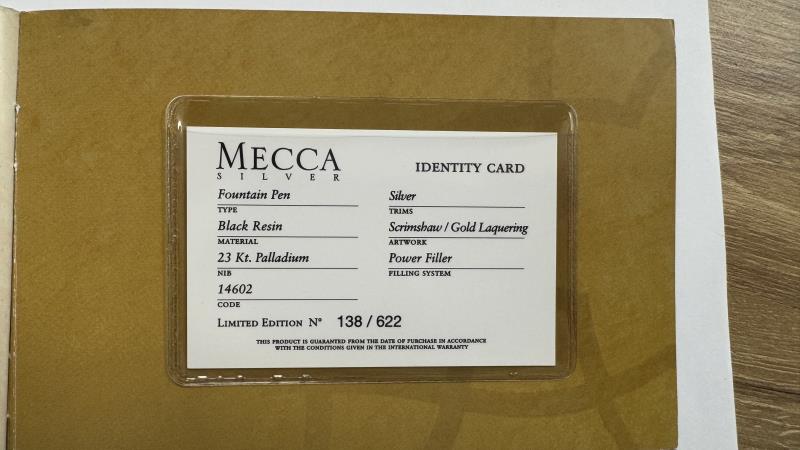 MECCA
SILVER
IDENTITY CARD
Fountain Pen
TYPE
Silver
TRIMS
Black Resin
MATERIAL
Scrimshaw / Gold Laquering
ARTWORK
23 Kt. Palladium
NIB
Power Filler
FILLING SYSTEM
14602
CODE
LIMITED EDITION Nº 138 / 622
THIS PRODUCT IS GUARANTED FROM THE DATE OF PURCHASE IN ACCORDANCE
WITH THE CONDITIONS GIVEN IN THE INTERNATIONAL WARRANTY